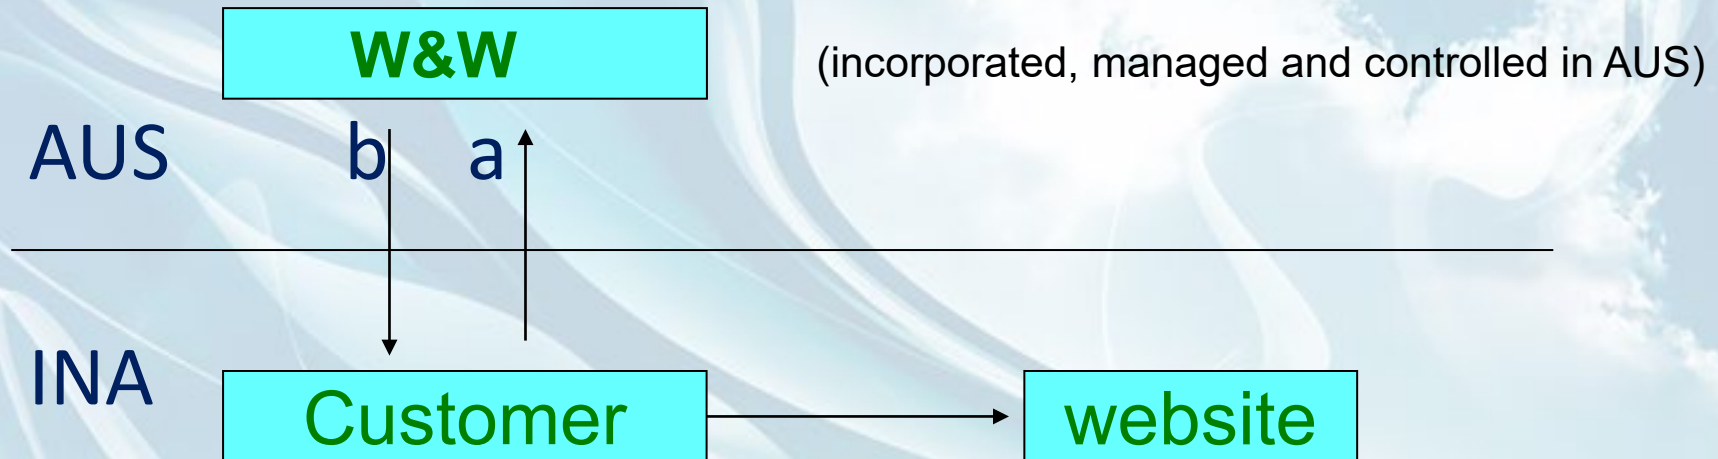 W&W
(incorporated, managed and controlled in AUS)
AUS
b
a
INA
Customer
website